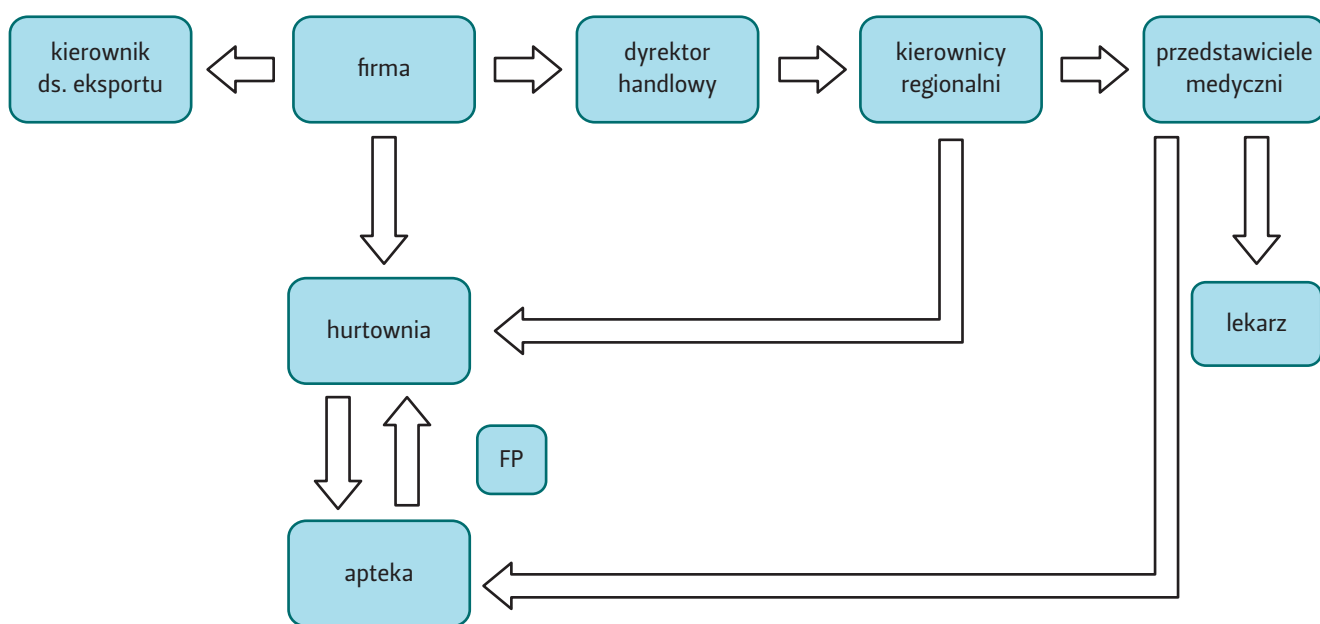 kierownik
ds. eksportu
firma
dyrektor
handlowy
kierownicy
regionalni
przedstawiciele
medyczni
hurtownia
lekarz
FP
apteka